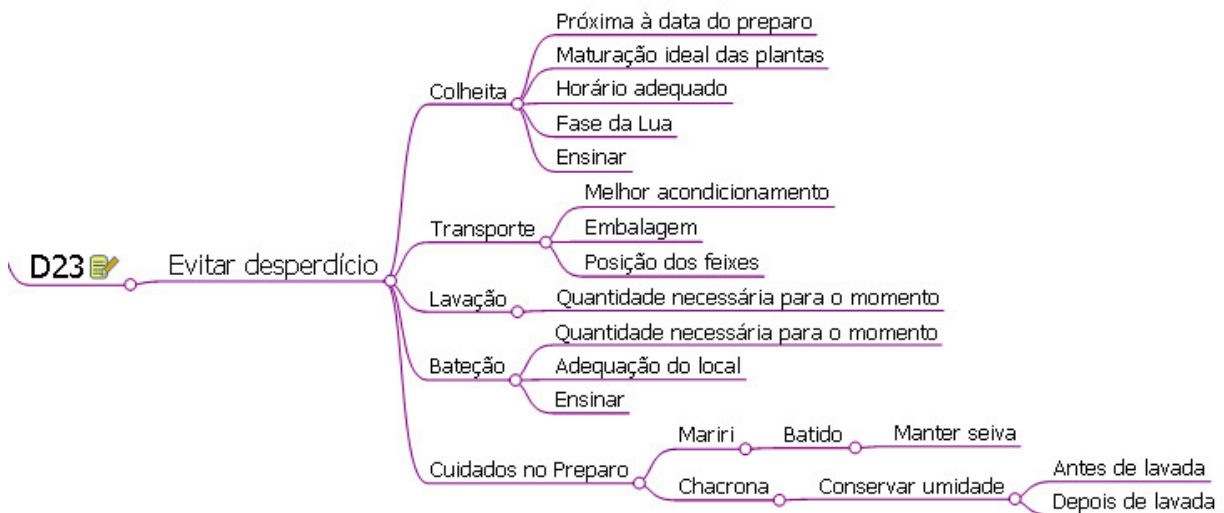 D23
Evitar desperdício
Colheita
Próxima à data do preparo
Maturação ideal das plantas
Horário adequado
Fase da Lua
Ensinar
Transporte
Melhor acondicionamento
Embalagem
Posição dos feixes
Lavação
Quantidade necessária para o momento
Bateção
Quantidade necessária para o momento
Adequação do local
Ensinar
Cuidados no Preparo
Mariri
Batido
Manter seiva
Chacrona
Conservar umidade
Antes de lavada
Depois de lavada